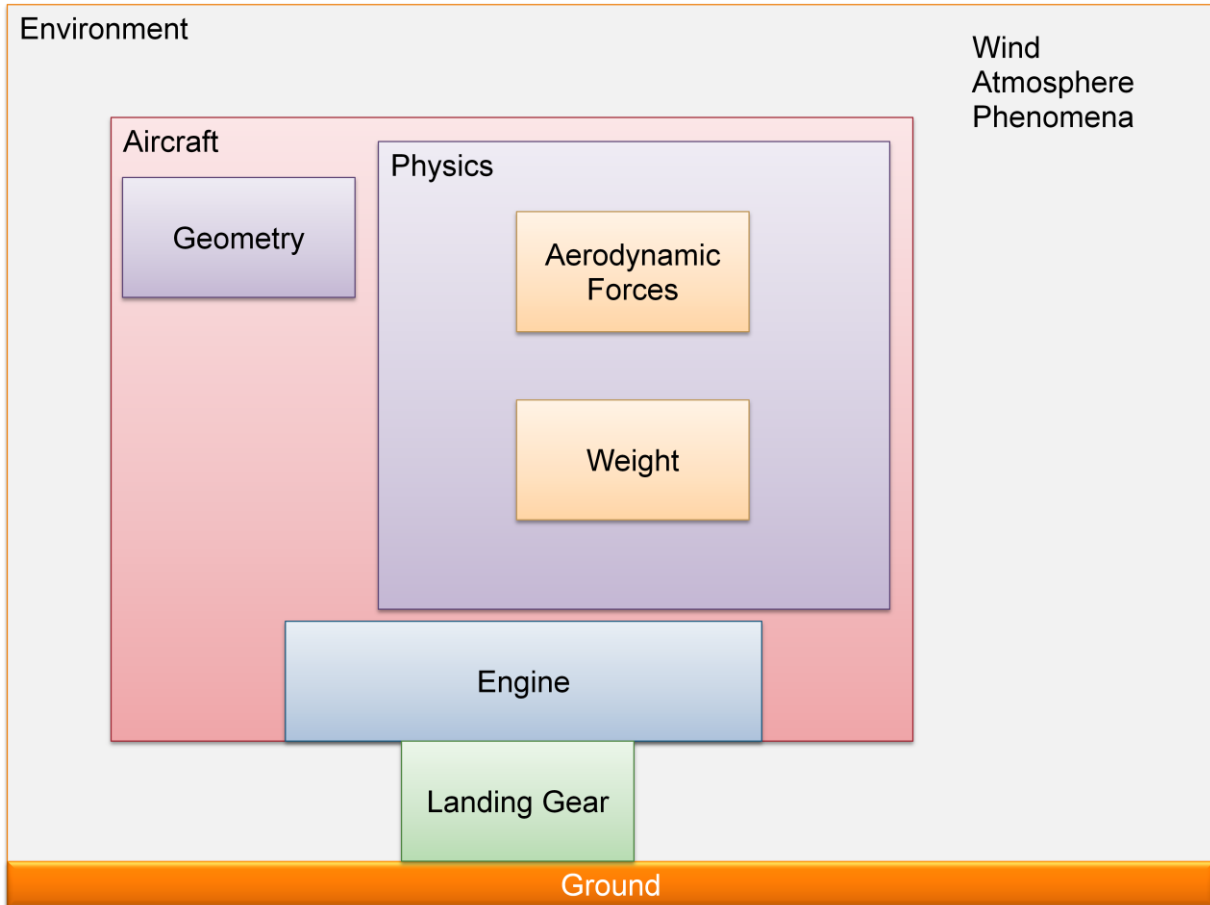 Environment
Wind
Atmosphere
Phenomena
Aircraft
Physics
Geometry
Aerodynamic
Forces
Weight
Engine
Landing Gear
Ground